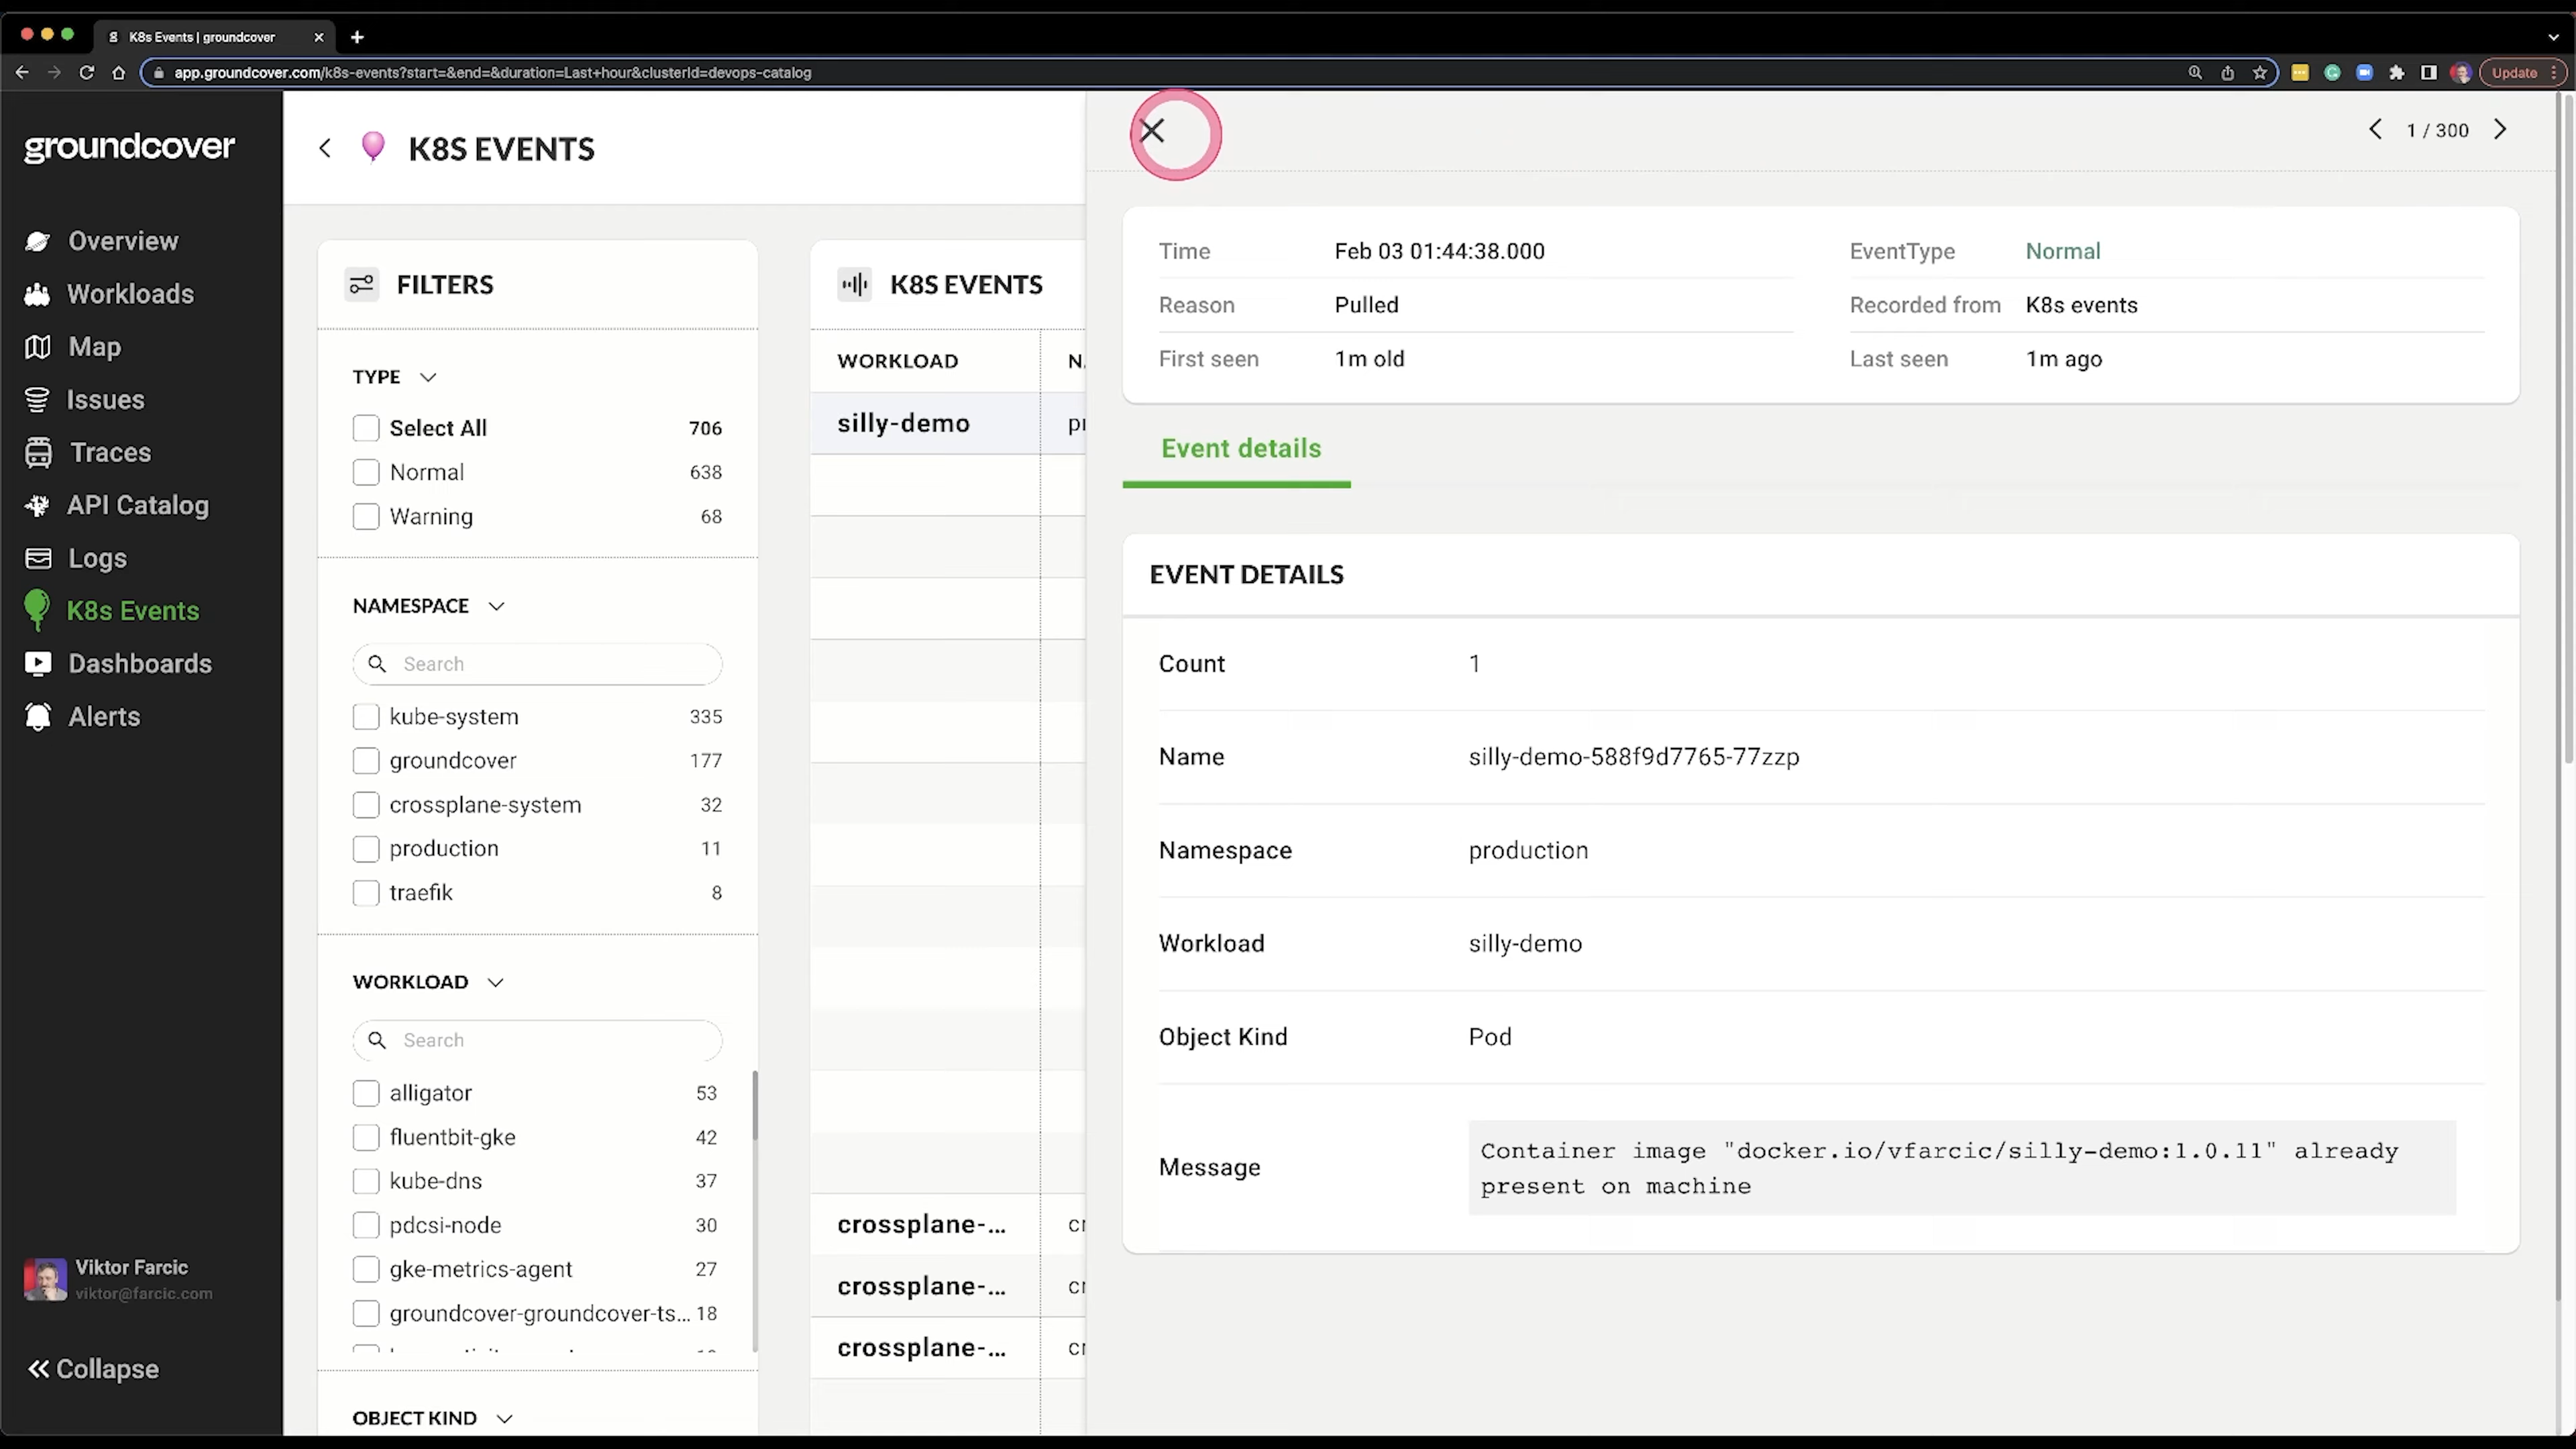 K8s Events | groundcover
app.groundcover.com/k8s-events?start=&end=&duration=Last+hour&clusterId=devops-catalog
Update
groundcover
Overview
Workloads
Map
Issues
Traces
API Catalog
Logs
K8s Events
Dashboards
Alerts
Viktor Farcic
viktor@farcic.com
Collapse
K8S EVENTS
FILTERS
TYPE
Select All 706
Normal 638
Warning 68
NAMESPACE
Search
kube-system 335
groundcover 177
crossplane-system 32
production 11
traefik 8
WORKLOAD
Search
alligator 53
fluentbit-gke 42
kube-dns 37
pdcsi-node 30
gke-metrics-agent 27
groundcover-groundcover-ts... 18
OBJECT KIND
K8S EVENTS
WORKLOAD
silly-demo
crossplane-...
crossplane-...
crossplane-...
1 / 300
Time Feb 03 01:44:38.000 EventType Normal
Reason Pulled Recorded from K8s events
First seen 1m old Last seen 1m ago
Event details
EVENT DETAILS
Count 1
Name silly-demo-588f9d7765-77zzp
Namespace production
Workload silly-demo
Object Kind Pod
Message Container image "docker.io/vfarcic/silly-demo:1.0.11" already
present on machine